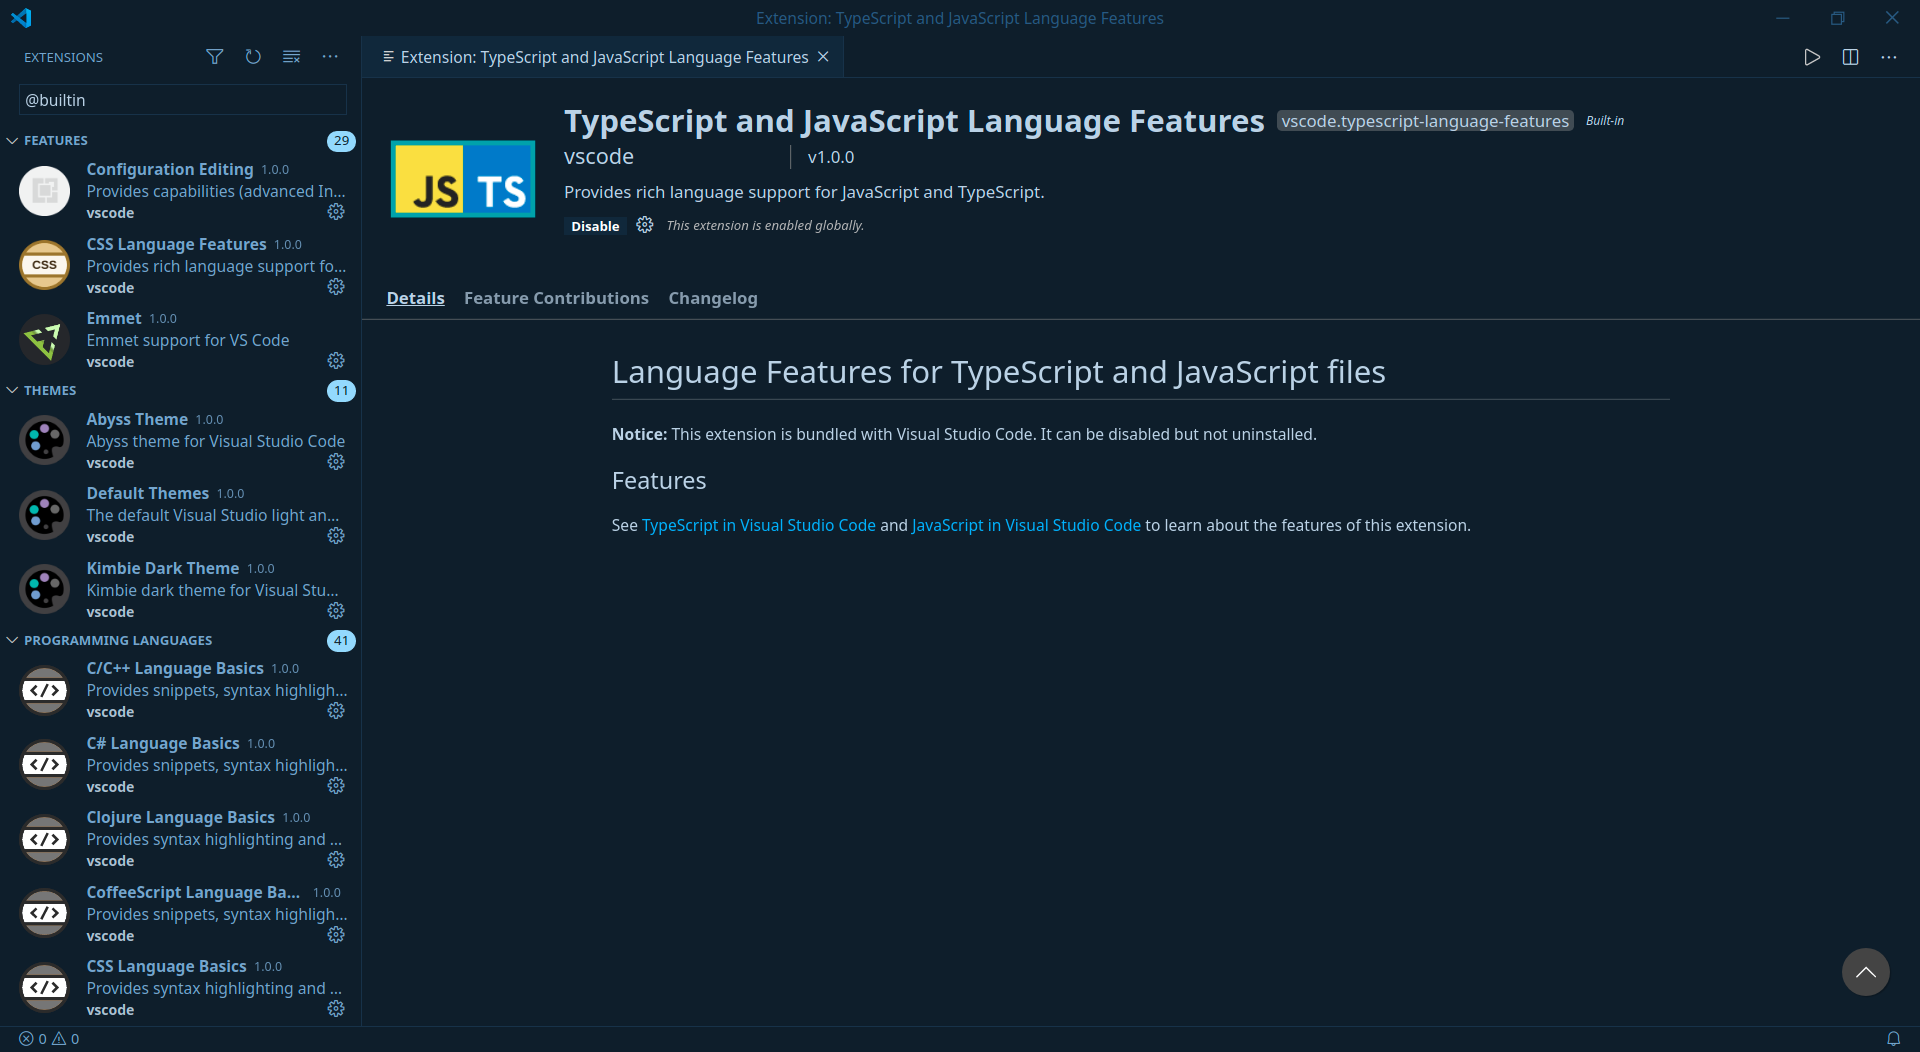 Extension: TypeScript and JavaScript Language Features
EXTENSIONS
@builtin
FEATURES 29
Configuration Editing 1.0.0
Provides capabilities (advanced In...
vscode
CSS
CSS Language Features 1.0.0
Provides rich language support fo...
vscode
Emmet 1.0.0
Emmet support for VS Code
vscode
THEMES 11
Abyss Theme 1.0.0
Abyss theme for Visual Studio Code
vscode
Default Themes 1.0.0
The default Visual Studio light an...
vscode
Kimbie Dark Theme 1.0.0
Kimbie dark theme for Visual Stu...
vscode
PROGRAMMING LANGUAGES 41
</> C/C++ Language Basics 1.0.0
Provides snippets, syntax highligh...
vscode
</> C# Language Basics 1.0.0
Provides snippets, syntax highligh...
vscode
</> Clojure Language Basics 1.0.0
Provides syntax highlighting and ...
vscode
</> CoffeeScript Language Ba... 1.0.0
Provides snippets, syntax highligh...
vscode
</> CSS Language Basics 1.0.0
Provides syntax highlighting and ...
vscode
Extension: TypeScript and JavaScript Language Features
JS TS
TypeScript and JavaScript Language Features vscode.typescript-language-features Built-in
vscode v1.0.0
Provides rich language support for JavaScript and TypeScript.
Disable This extension is enabled globally.
Details Feature Contributions Changelog
Language Features for TypeScript and JavaScript files
Notice: This extension is bundled with Visual Studio Code. It can be disabled but not uninstalled.
Features
See TypeScript in Visual Studio Code and JavaScript in Visual Studio Code to learn about the features of this extension.
0 0